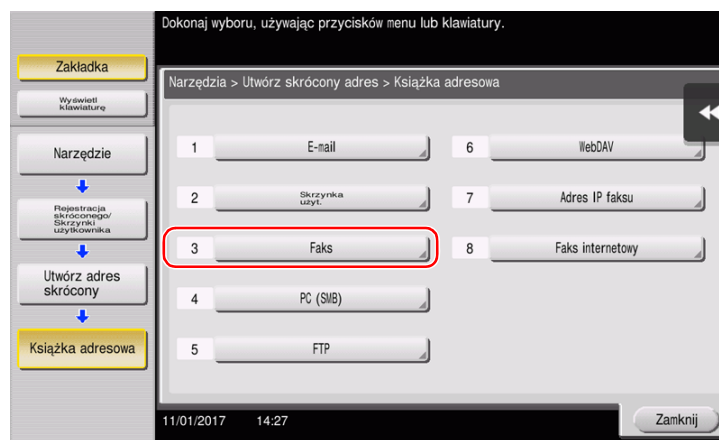 Dokonaj wyboru, używając przycisków menu lub klawiatury.
Zakładka
Wyświetl
klawiaturę
Narzędzie
Rejestracja
skróconego/
Skrzynki
użytkownika
Utwórz adres
skrócony
Książka adresowa
Narzędzia > Utwórz skrócony adres > Książka adresowa
1 E-mail
2 Skrzynka
użyt.
3 Faks
4 PC (SMB)
5 FTP
6 WebDAV
7 Adres IP faksu
8 Faks internetowy
11/01/2017 14:27
Zamknij